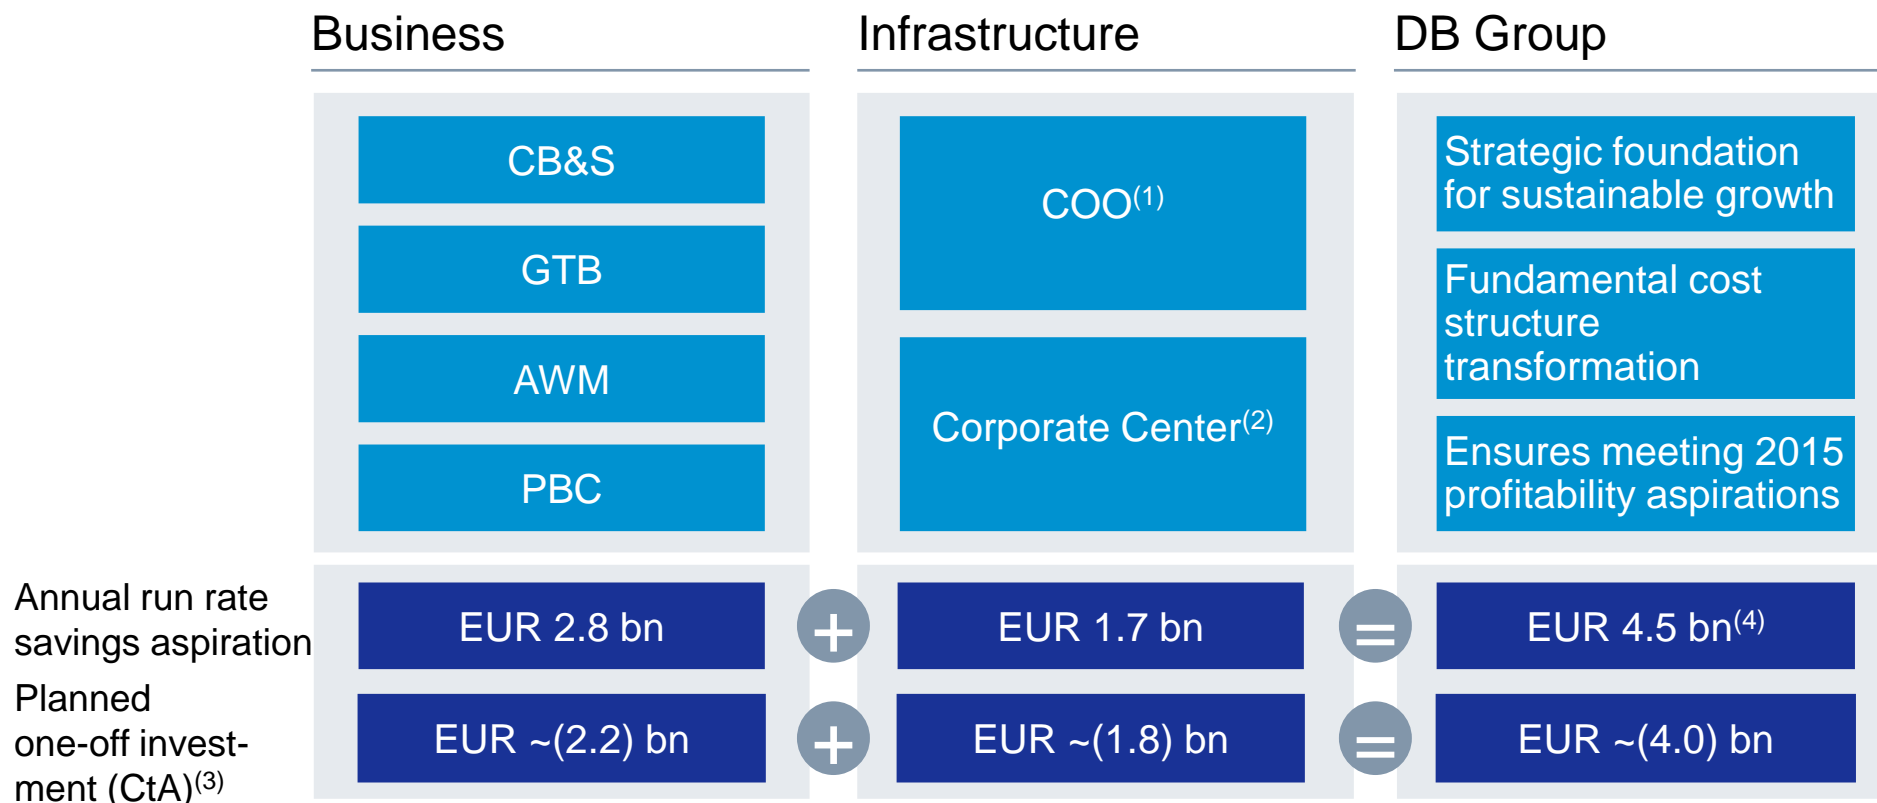 Business
Infrastructure
DB Group
CB&S
GTB
AWM
PBC
COO(1)
Corporate Center(2)
Strategic foundation
for sustainable growth
Fundamental cost
structure
transformation
Ensures meeting 2015
profitability aspirations
Annual run rate
savings aspiration
EUR 2.8 bn
+
EUR 1.7 bn
=
EUR 4.5 bn(4)
Planned
one-off invest-
ment (CtA)(3)
EUR ~(2.2) bn
+
EUR ~(1.8) bn
=
EUR ~(4.0) bn